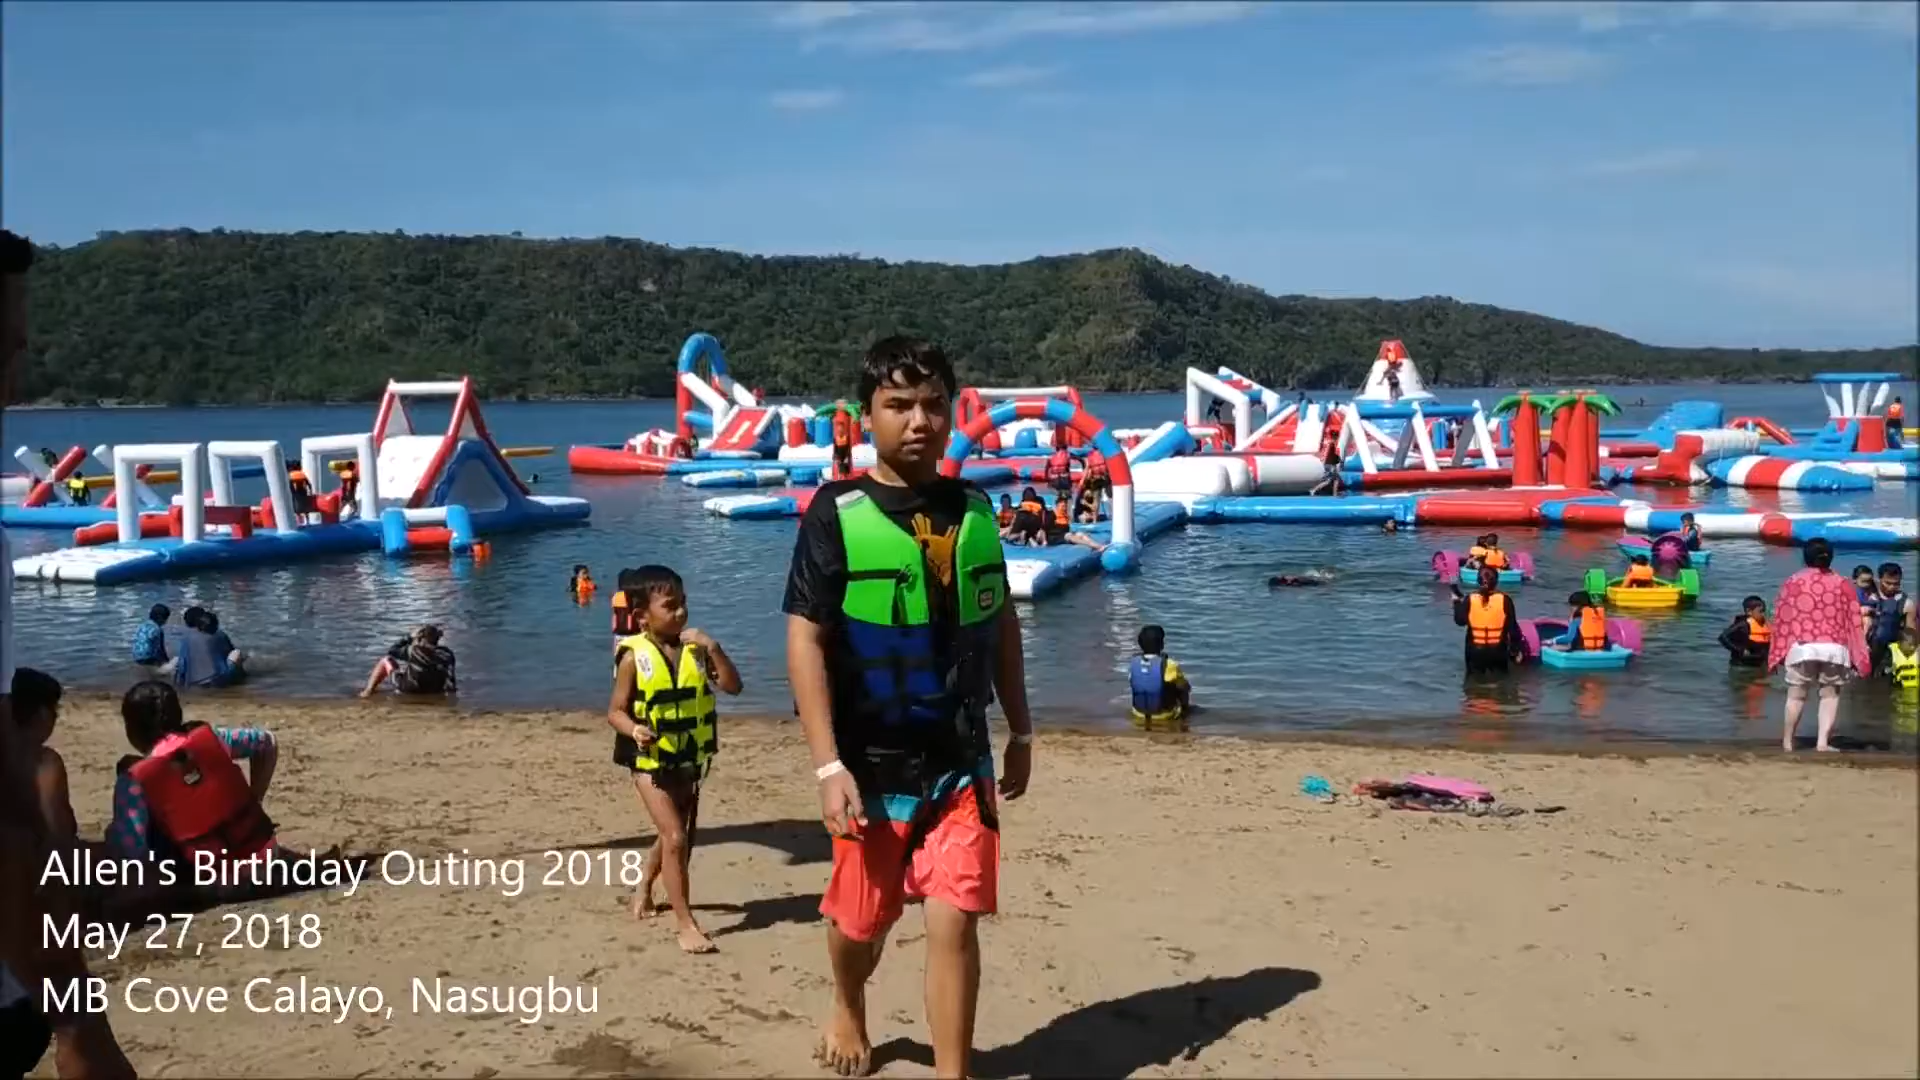 Allen's Birthday Outing 2018
May 27, 2018
MB Cove Calayo, Nasugbu